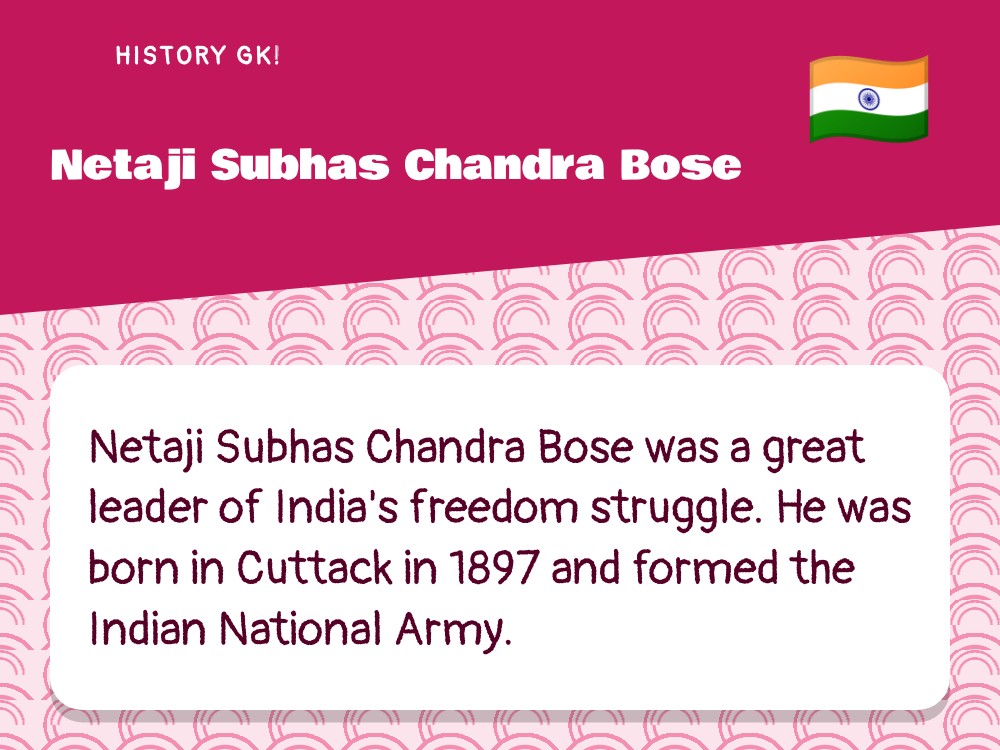 HISTORY GK!
Netaji Subhas Chandra Bose
Netaji Subhas Chandra Bose was a great
leader of India's freedom struggle. He was
born in Cuttack in 1897 and formed the
Indian National Army.